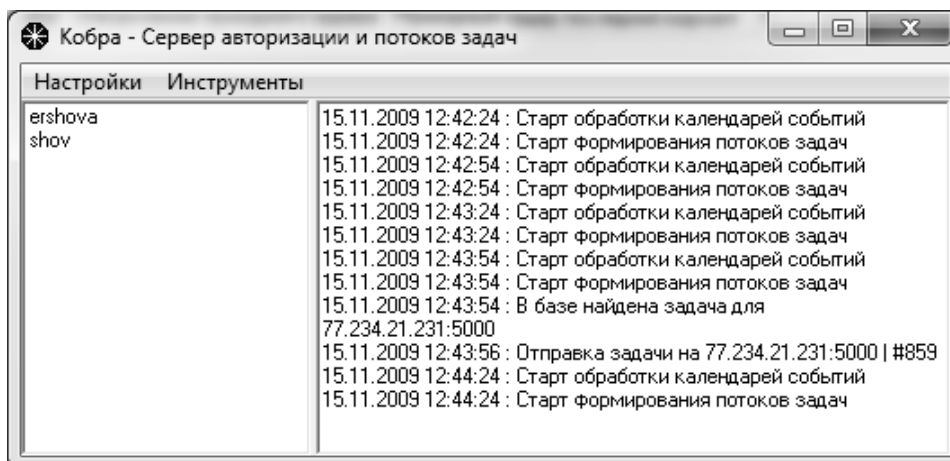 Кобра - Сервер авторизации и потоков задач
Настройки Инструменты
ershova
shov
15.11.2009 12:42:24 : Старт обработки календарей событий
15.11.2009 12:42:24 : Старт формирования потоков задач
15.11.2009 12:42:54 : Старт обработки календарей событий
15.11.2009 12:42:54 : Старт формирования потоков задач
15.11.2009 12:43:24 : Старт обработки календарей событий
15.11.2009 12:43:24 : Старт формирования потоков задач
15.11.2009 12:43:54 : Старт обработки календарей событий
15.11.2009 12:43:54 : Старт формирования потоков задач
15.11.2009 12:43:54 : В базе найдена задача для
77.234.21.231:5000
15.11.2009 12:43:56 : Отправка задачи на 77.234.21.231:5000 | #859
15.11.2009 12:44:24 : Старт обработки календарей событий
15.11.2009 12:44:24 : Старт формирования потоков задач